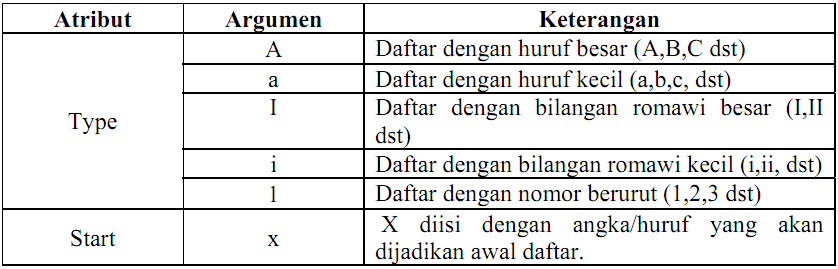 Atribut Argumen Keterangan
Type
A Daftar dengan huruf besar (A,B,C dst)
a Daftar dengan huruf kecil (a,b,c, dst)
I Daftar dengan bilangan romawi besar (I,II
dst)
i Daftar dengan bilangan romawi kecil (i,ii, dst)
1 Daftar dengan nomor berurut (1,2,3 dst)
Start x X diisi dengan angka/huruf yang akan
dijadikan awal daftar.